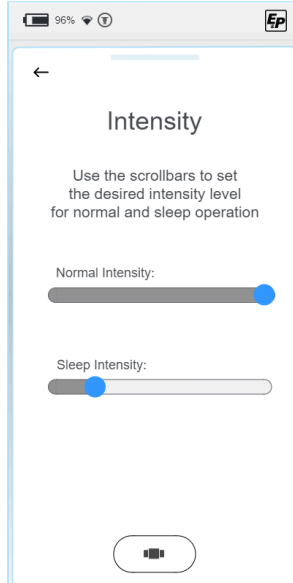 96%
EP
Intensity
Use the scrollbars to set
the desired intensity level
for normal and sleep operation
Normal Intensity:
Sleep Intensity: